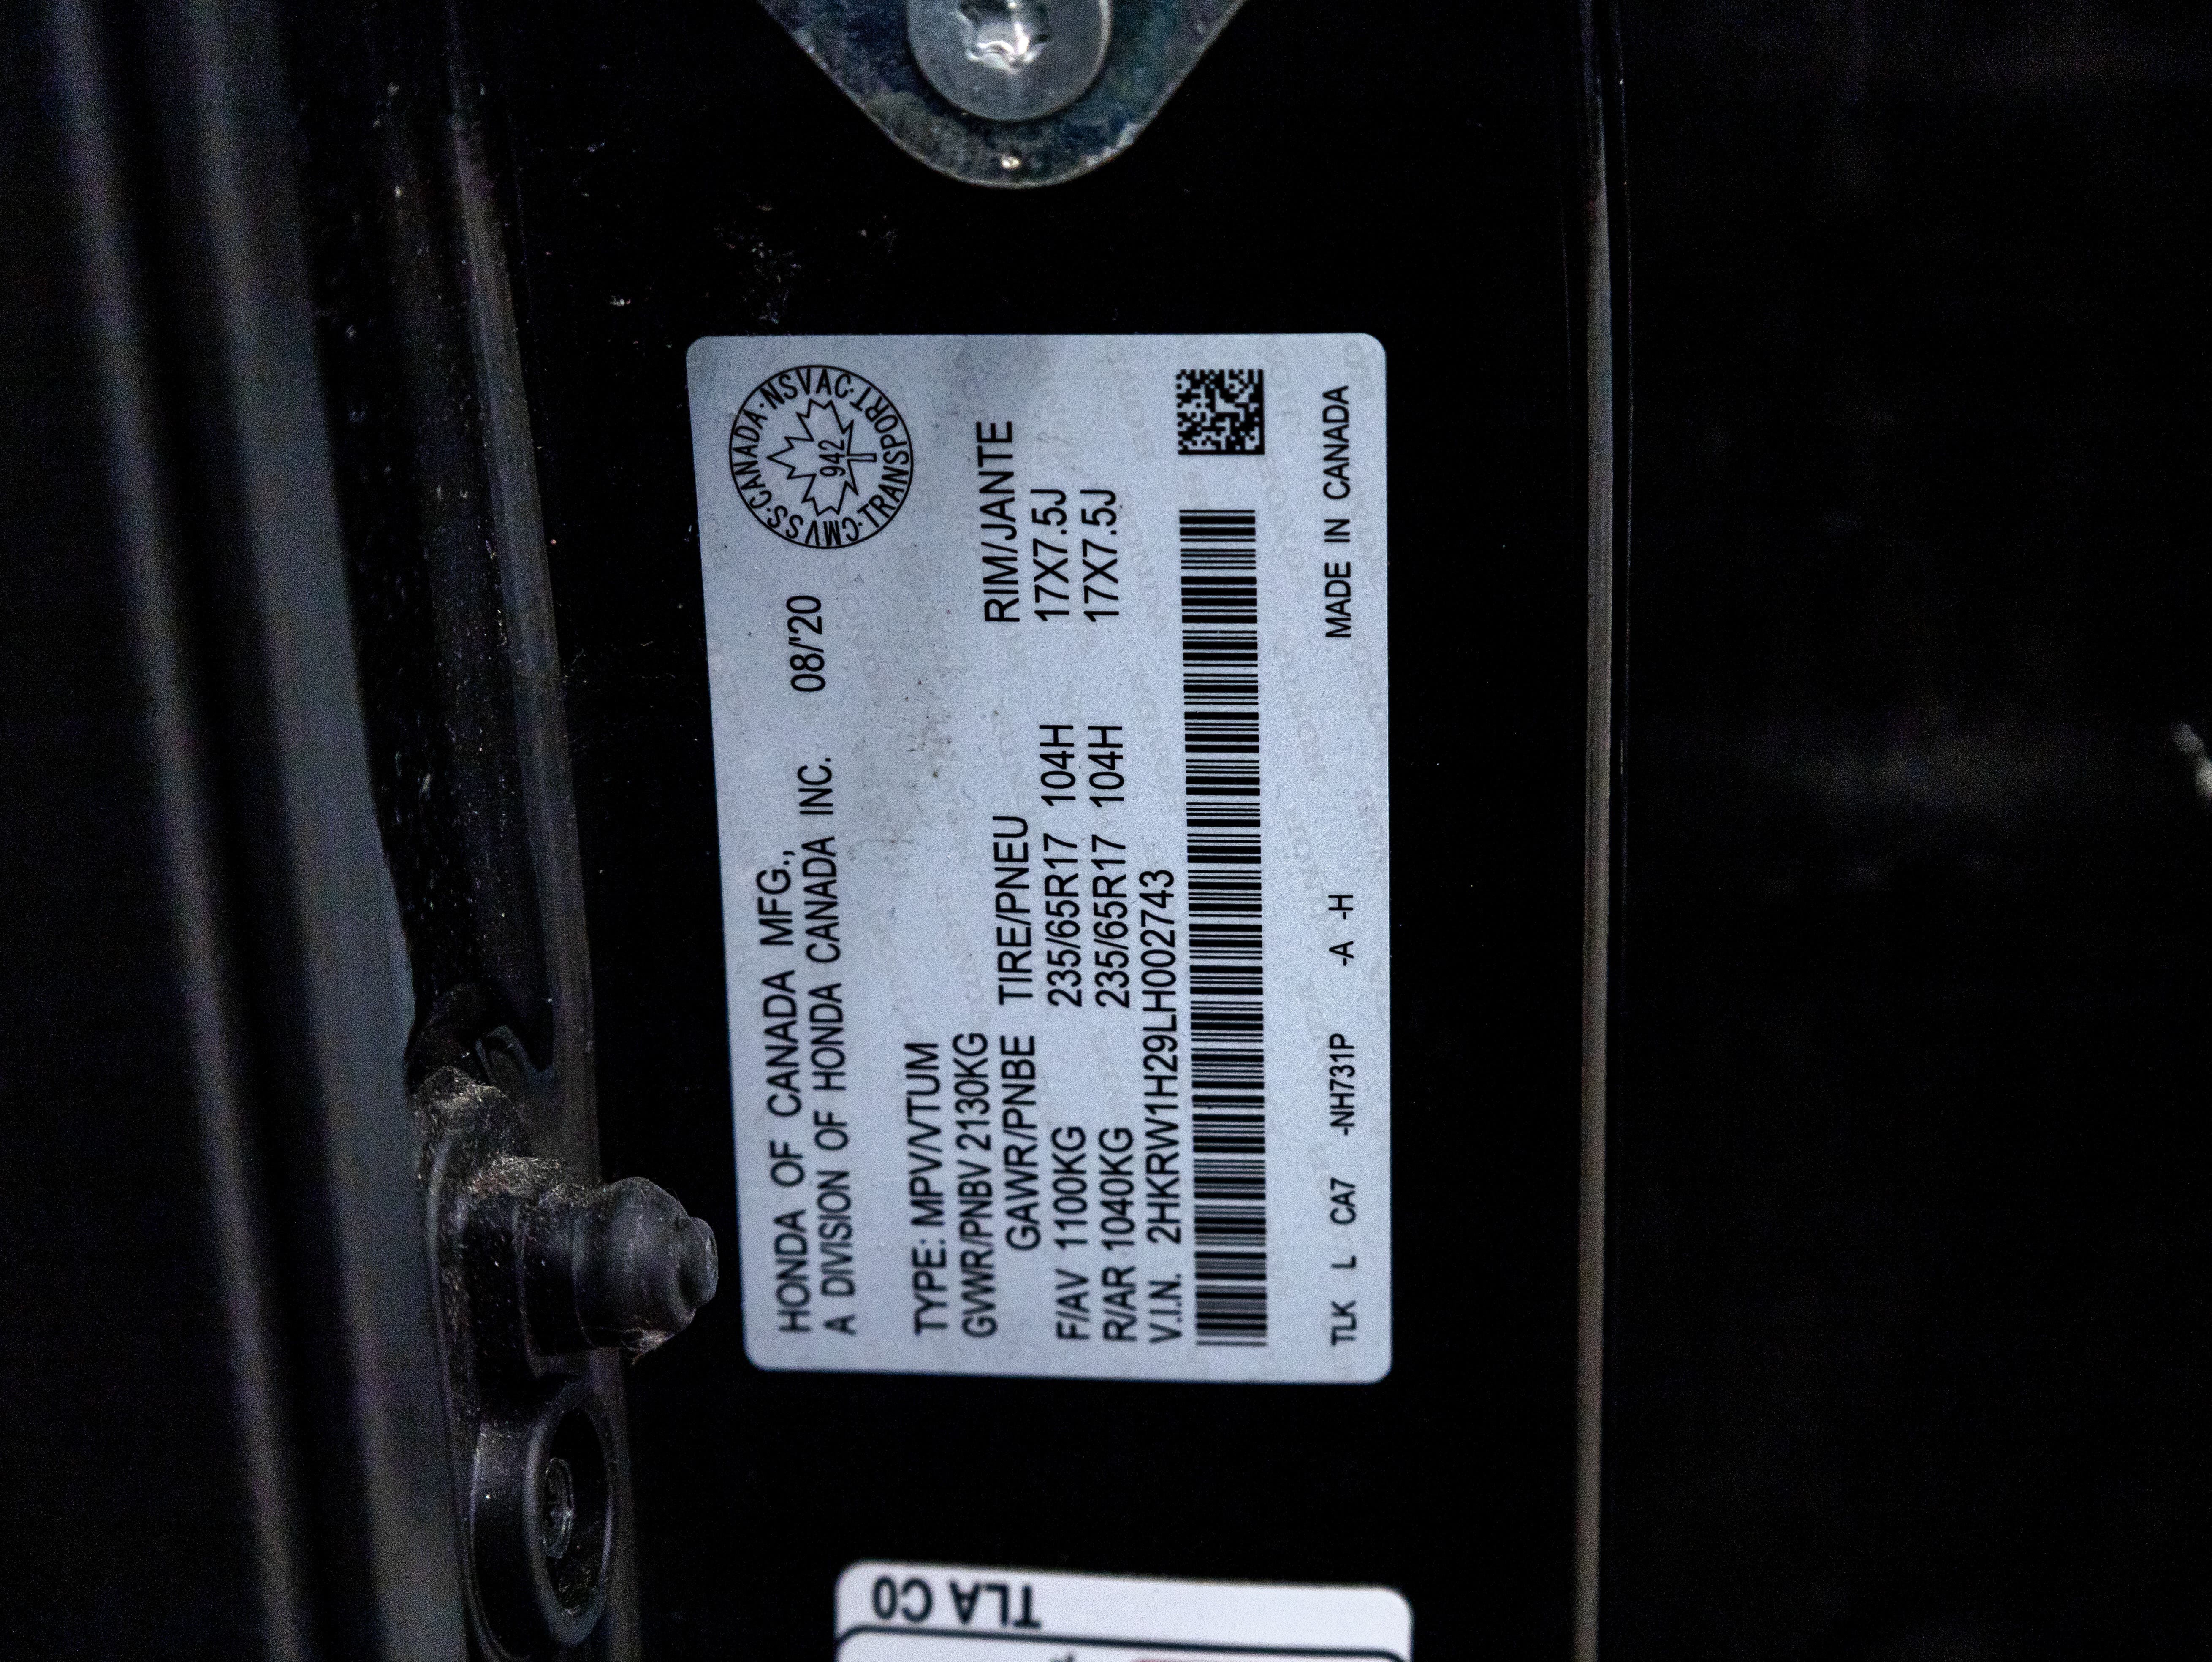 HONDA OF CANADA MFG.,
A DIVISION OF HONDA CANADA INC. 08/'20
CMVSS·CANADA·NSVAC·TRANSPORT·
942
TYPE: MPV/VTUM
GVWR/PNBV 2130KG
GAWR/PNBE TIRE/PNEU RIM/JANTE
F/AV 1100KG 235/65R17 104H 17X7.5J
R/AR 1040KG 235/65R17 104H 17X7.5J
V.I.N. 2HKRW1H29LH002743
TLK L CA7 -NH731P -A -H MADE IN CANADA
TLA C0